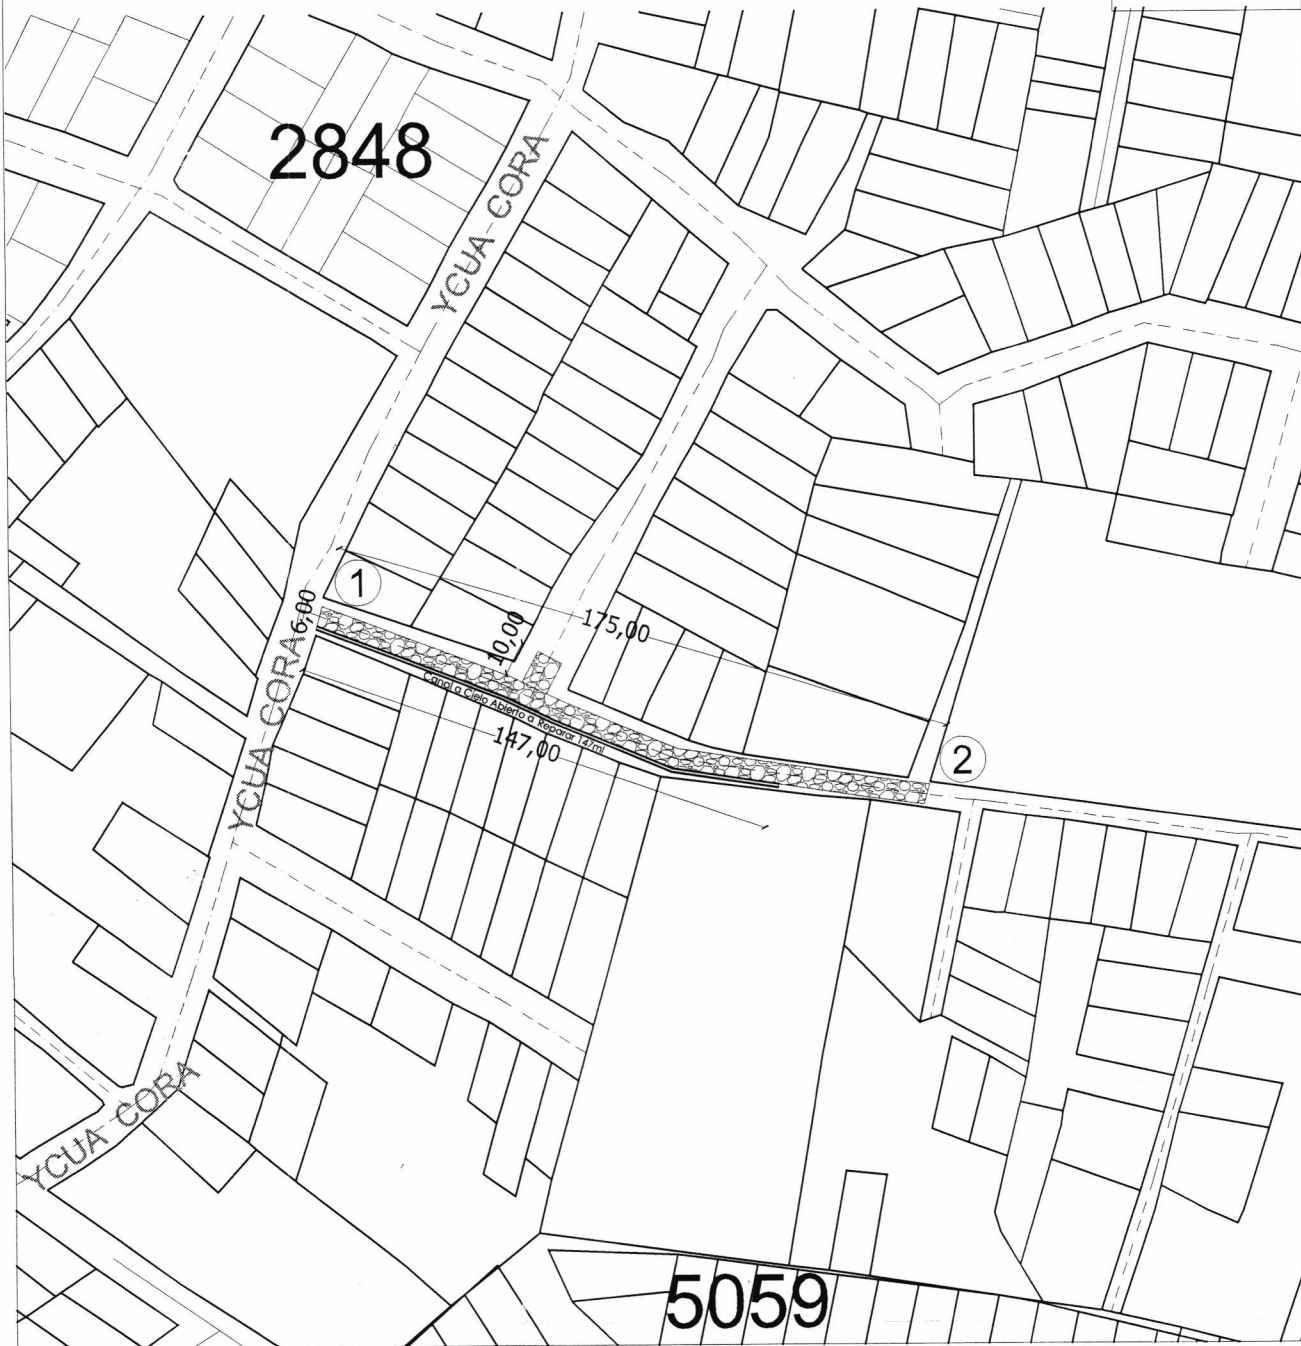 2848
YCUA CORA
1
6,00
10,00
175,00
YCUA CORA
Canal a Cielo Abierto a Reparar 147ml
147,00
2
YCUA CORA
5059